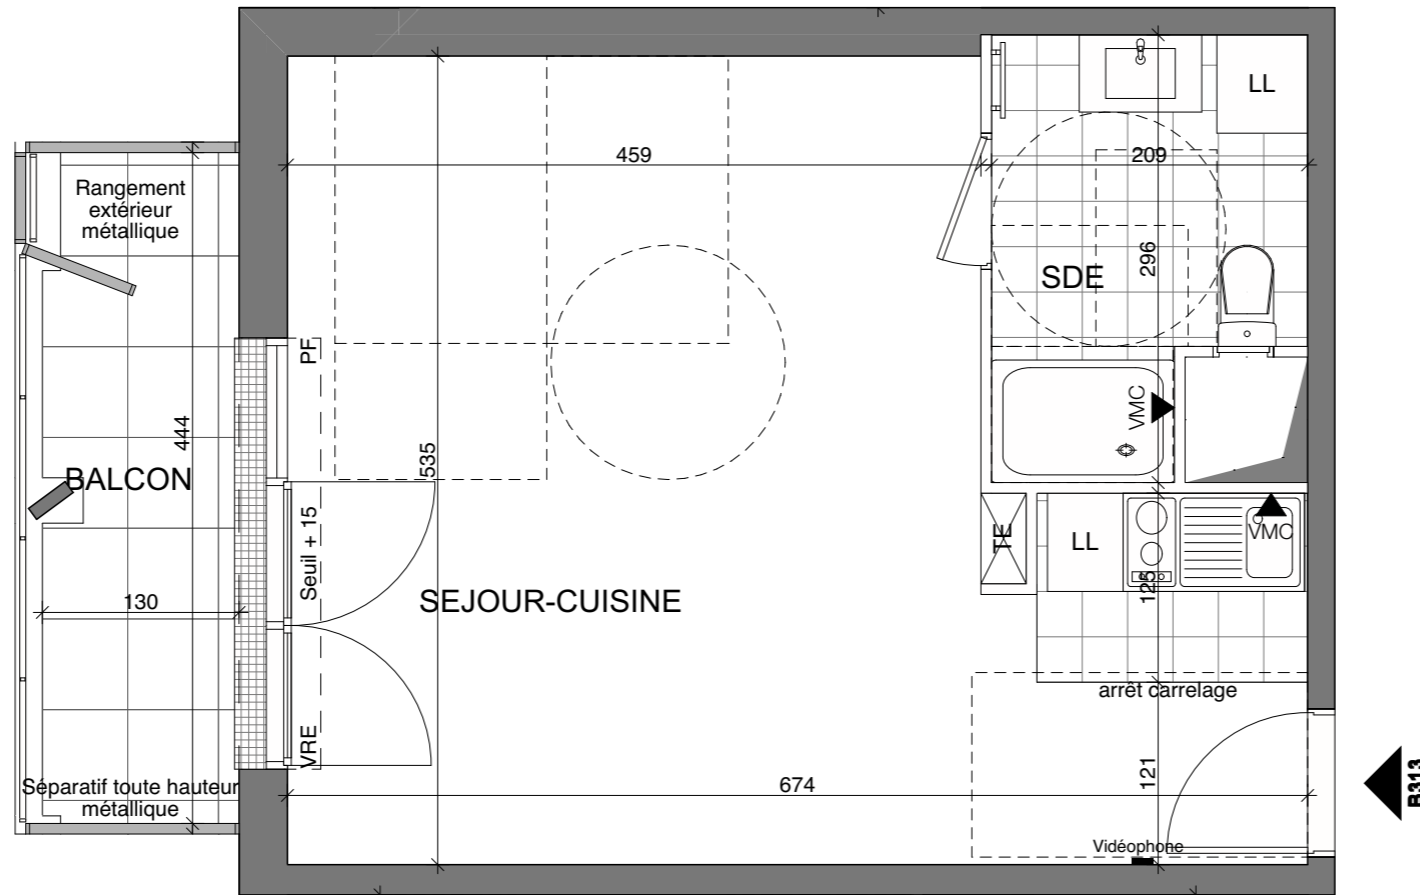 LL
459
209
Rangement
extérieur
métallique
296
SDE
PF
VMC
444
535
BALCON
Seuil + 15
TE
LL
VMC
125
130
SEJOUR-CUISINE
arrêt carrelage
VRE
121
674
B313
Séparatif toute hauteur
métallique
Vidéophone